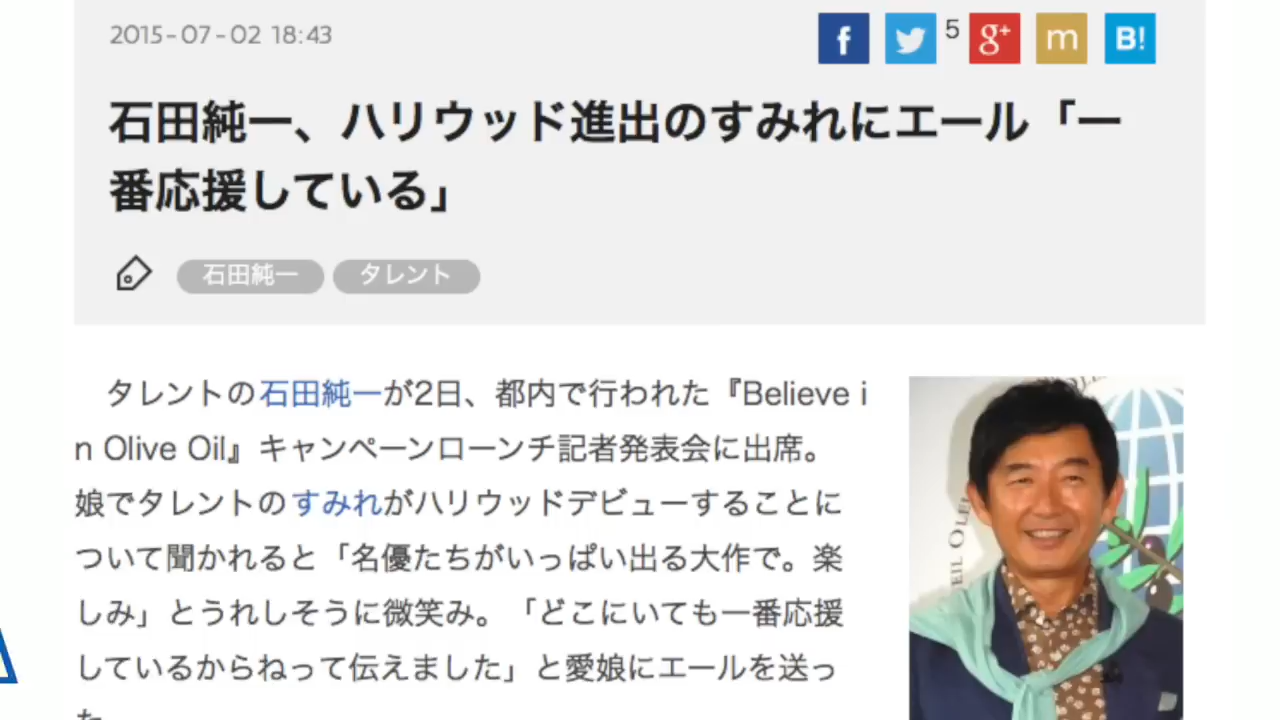 2015-07-02 18:43
f
5
g+
m
B!
石田純一、ハリウッド進出のすみれにエール「一
番応援している」
石田純一
タレント
タレントの石田純一が2日、都内で行われた『Believe i
n Olive Oil』キャンペーンローンチ記者発表会に出席。
娘でタレントのすみれがハリウッドデビューすることに
ついて聞かれると「名優たちがいっぱい出る大作で。楽
しみ」とうれしそうに微笑み。「どこにいても一番応援
しているからねって伝えました」と愛娘にエールを送っ
た